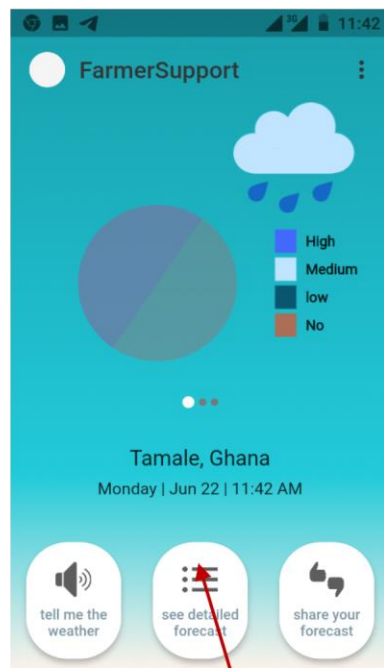 3G
11:42
FarmerSupport
High
Medium
low
No
Tamale, Ghana
Monday | Jun 22 | 11:42 AM
tell me the
weather
see detailed
forecast
share your
forecast